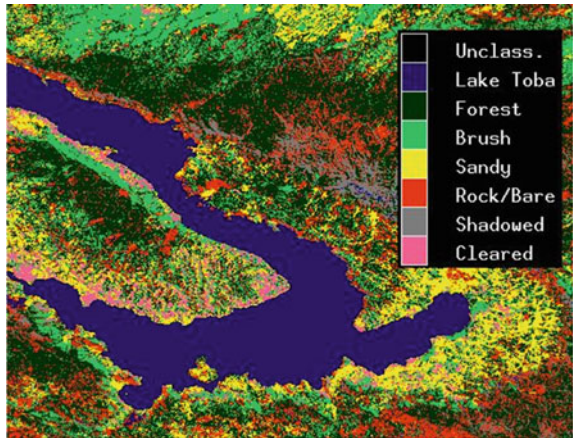 Unclass.
Lake Toba
Forest
Brush
Sandy
Rock/Bare
Shadowed
Cleared